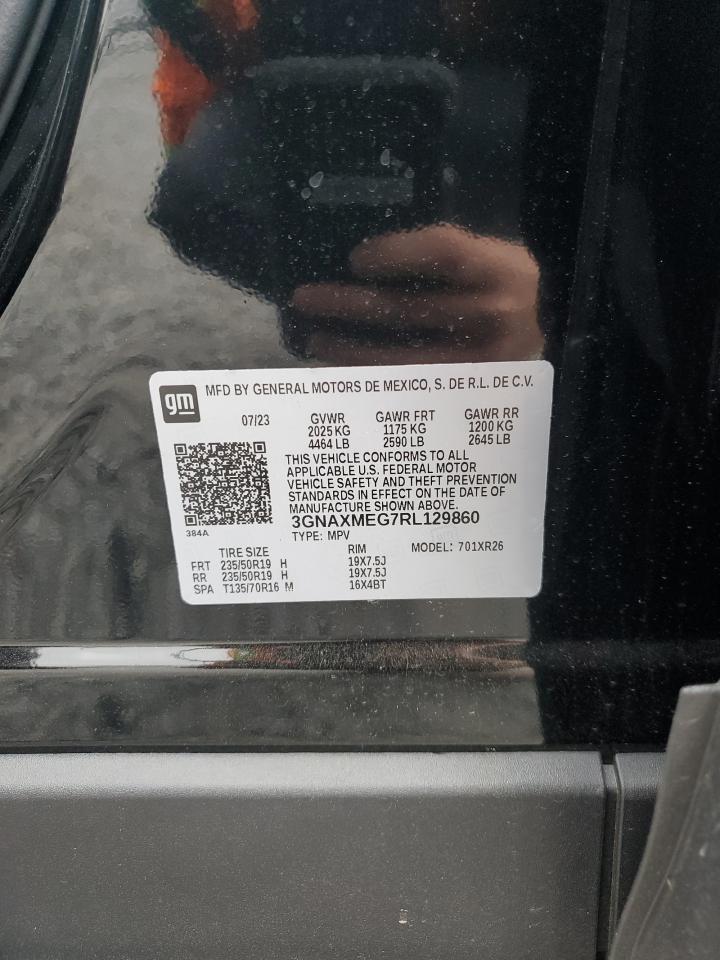 gm
MFD BY GENERAL MOTORS DE MEXICO, S. DE R.L. DE C.V.
07/23 GVWR GAWR FRT GAWR RR
2025 KG 1175 KG 1200 KG
4464 LB 2590 LB 2645 LB
THIS VEHICLE CONFORMS TO ALL
APPLICABLE U.S. FEDERAL MOTOR
VEHICLE SAFETY AND THEFT PREVENTION
STANDARDS IN EFFECT ON THE DATE OF
MANUFACTURE SHOWN ABOVE.
3GNAXMEG7RL129860
384A
TYPE: MPV
TIRE SIZE RIM MODEL: 701XR26
FRT 235/50R19 H 19X7.5J
RR 235/50R19 H 19X7.5J
SPA T135/70R16 M 16X4BT